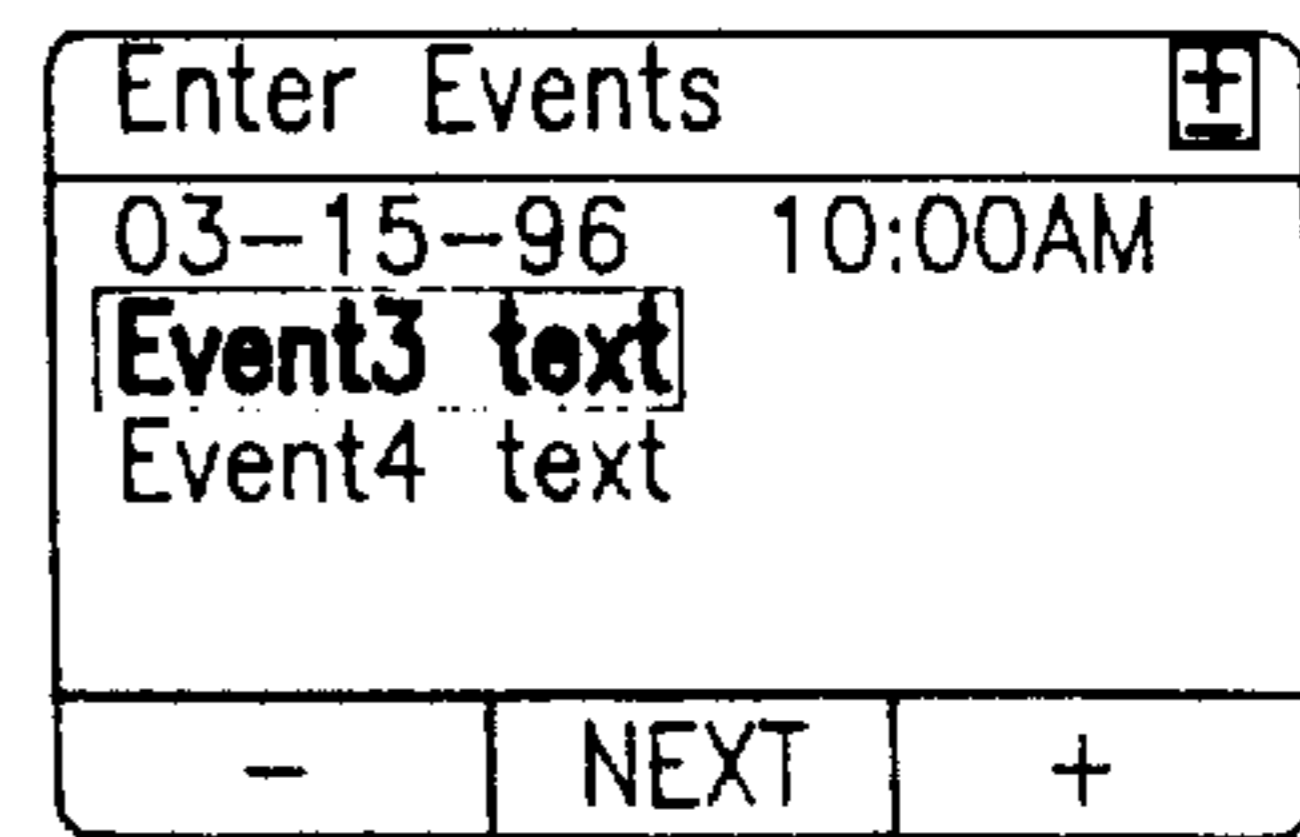 Enter Events ±
03-15-96 10:00AM
Event3 text
Event4 text
- NEXT +